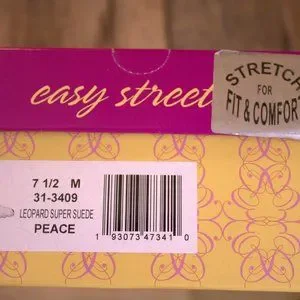 easy street
STRETCH
FOR
FIT & COMFORT
7 1/2 M
31-3409
LEOPARD SUPER SUEDE
PEACE
1 93073 47341 0